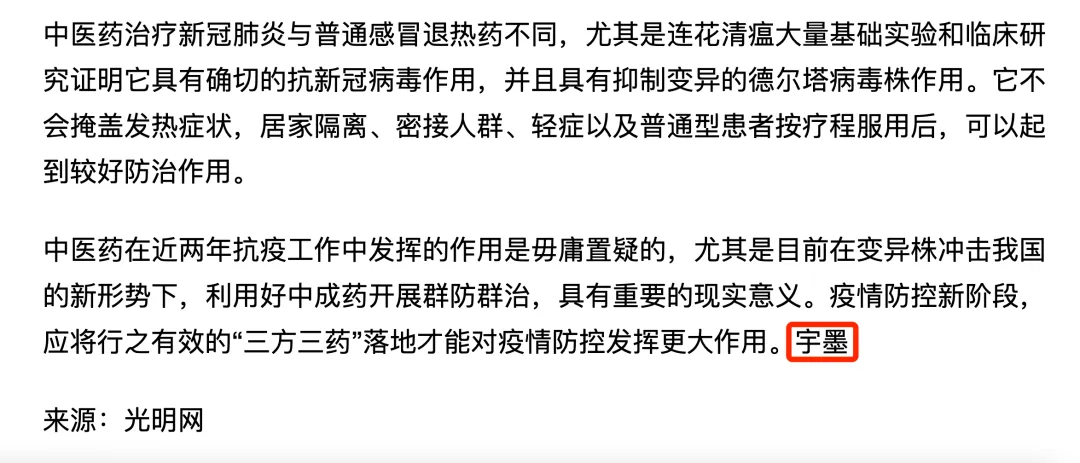 中医药治疗新冠肺炎与普通感冒退热药不同，尤其是连花清瘟大量基础实验和临床研
究证明它具有确切的抗新冠病毒作用，并且具有抑制变异的德尔塔病毒株作用。它不
会掩盖发热症状，居家隔离、密接人群、轻症以及普通型患者按疗程服用后，可以起
到较好防治作用。
中医药在近两年抗疫工作中发挥的作用是毋庸置疑的，尤其是目前在变异株冲击我国
的新形势下，利用好中成药开展群防群治，具有重要的现实意义。疫情防控新阶段，
应将行之有效的“三方三药”落地才能对疫情防控发挥更大作用。宇墨
来源：光明网